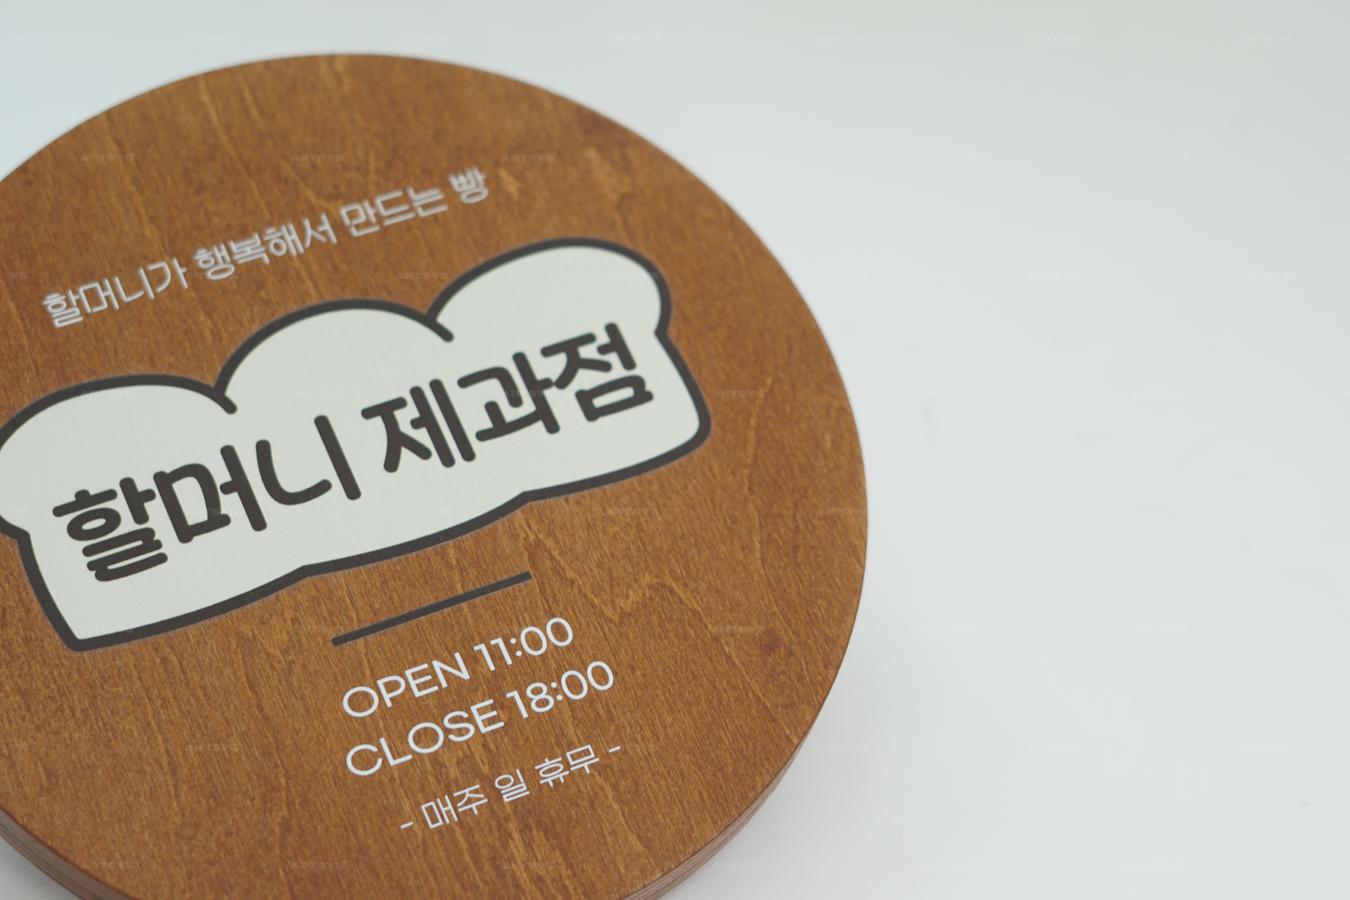 할머니가 행복해서 만드는 빵
할머니 제과점
OPEN 11:00
CLOSE 18:00
- 매주 일 휴무 -
ARTSYS